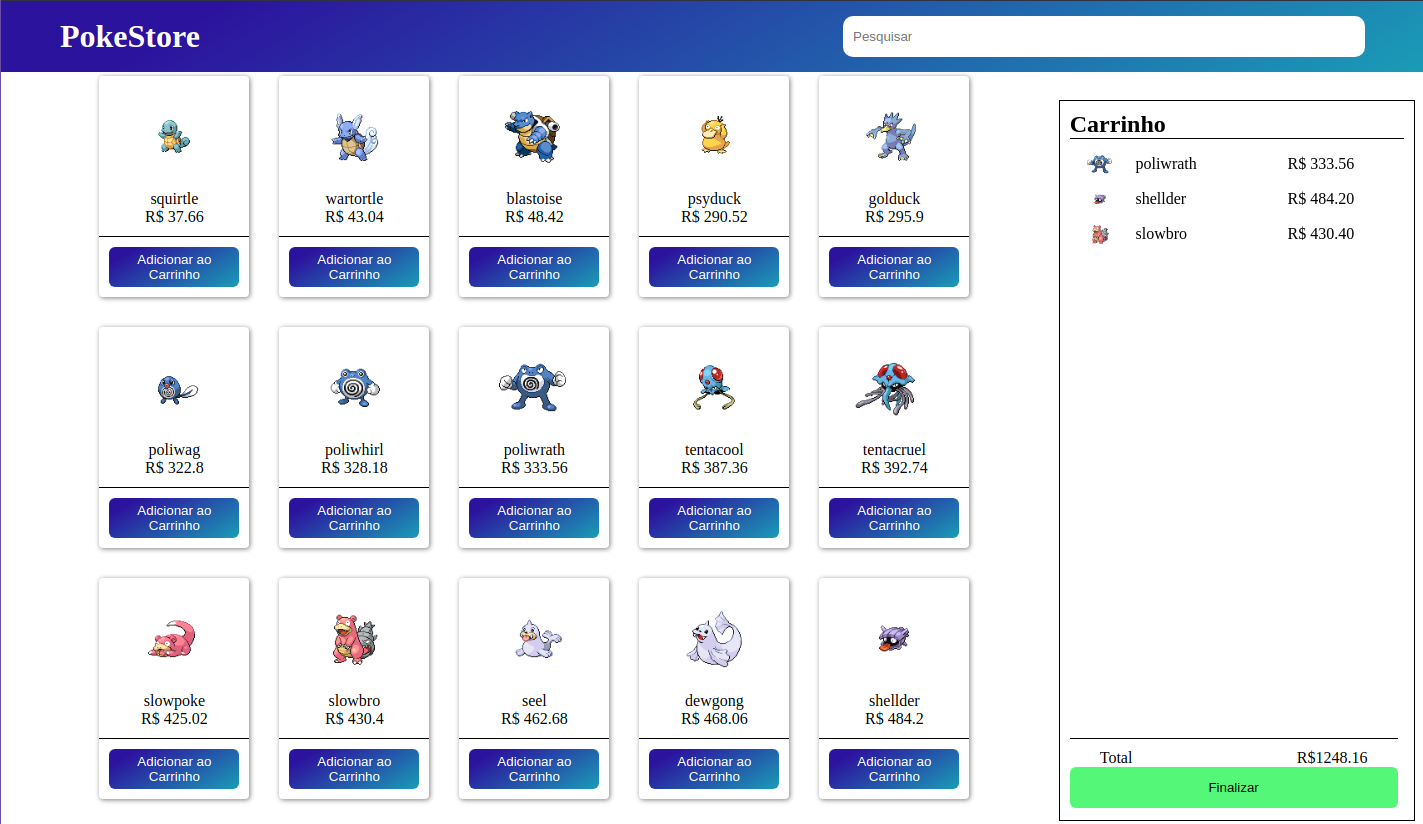 PokeStore
Pesquisar
squirtle
R$ 37.66
Adicionar ao
Carrinho
wartortle
R$ 43.04
Adicionar ao
Carrinho
blastoise
R$ 48.42
Adicionar ao
Carrinho
psyduck
R$ 290.52
Adicionar ao
Carrinho
golduck
R$ 295.9
Adicionar ao
Carrinho
poliwag
R$ 322.8
Adicionar ao
Carrinho
poliwhirl
R$ 328.18
Adicionar ao
Carrinho
poliwrath
R$ 333.56
Adicionar ao
Carrinho
tentacool
R$ 387.36
Adicionar ao
Carrinho
tentacruel
R$ 392.74
Adicionar ao
Carrinho
slowpoke
R$ 425.02
Adicionar ao
Carrinho
slowbro
R$ 430.4
Adicionar ao
Carrinho
seel
R$ 462.68
Adicionar ao
Carrinho
dewgong
R$ 468.06
Adicionar ao
Carrinho
shellder
R$ 484.2
Adicionar ao
Carrinho
Carrinho
poliwrath R$ 333.56
shellder R$ 484.20
slowbro R$ 430.40
Total R$1248.16
Finalizar